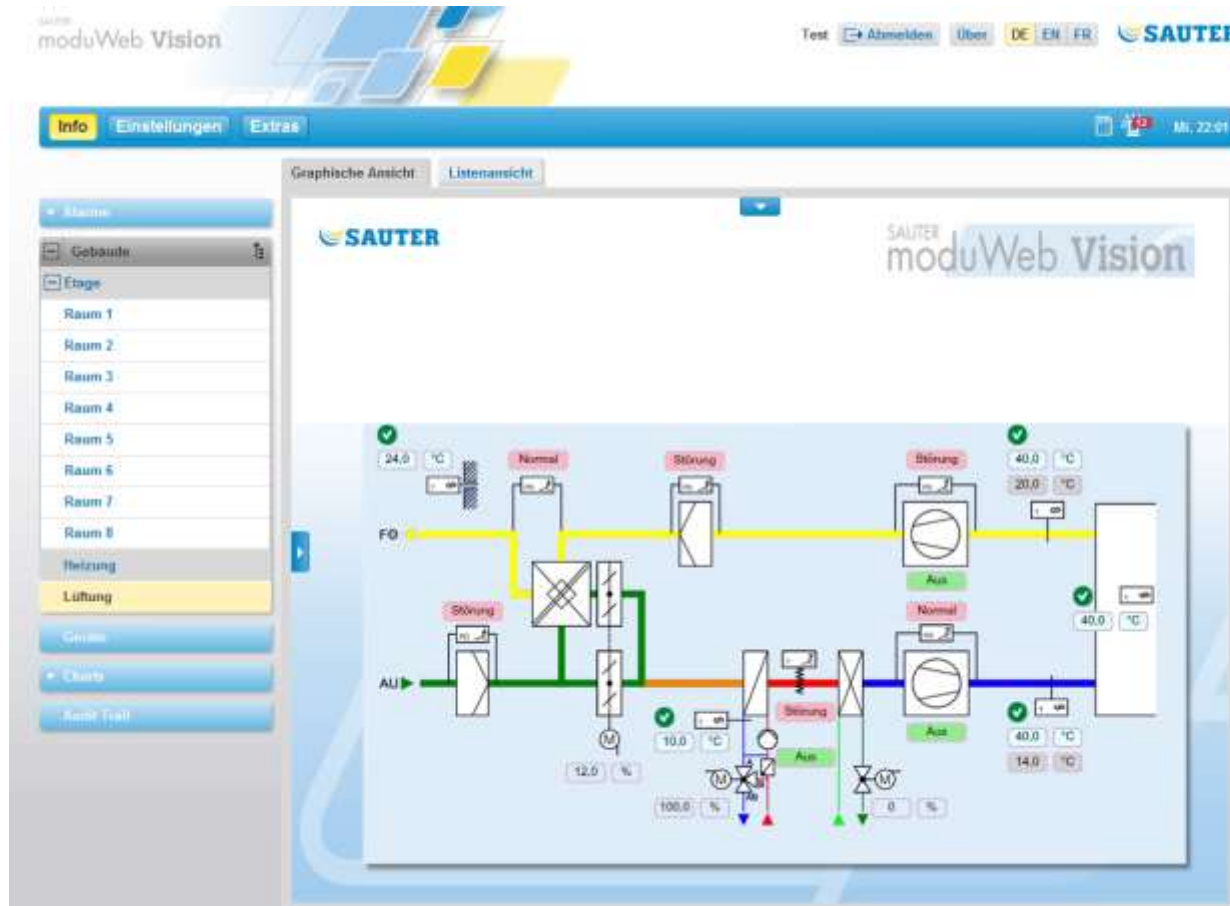 SAUTER
moduWeb Vision
Test Abmelden Über DE EN FR SAUTER
Info Einstellungen Extras
Mi, 22:01
Graphische Ansicht Listenansicht
Alarme
SAUTER
SAUTER
moduWeb Vision
Gebäude
Etage
Raum 1
Raum 2
Raum 3
Raum 4
Raum 5
Raum 6
Raum 7
Raum 8
Heizung
Lüftung
Geräte
Charts
Audit Trail
24,0 °C Normal Störung Störung 40,0 °C
20,0 °C
FO
Aus
Störung Normal
40,0 °C
AU
Störung
10,0 °C Aus Aus 40,0 °C
M
12,0 % 14,0 °C
M M
100,0 % 0 %